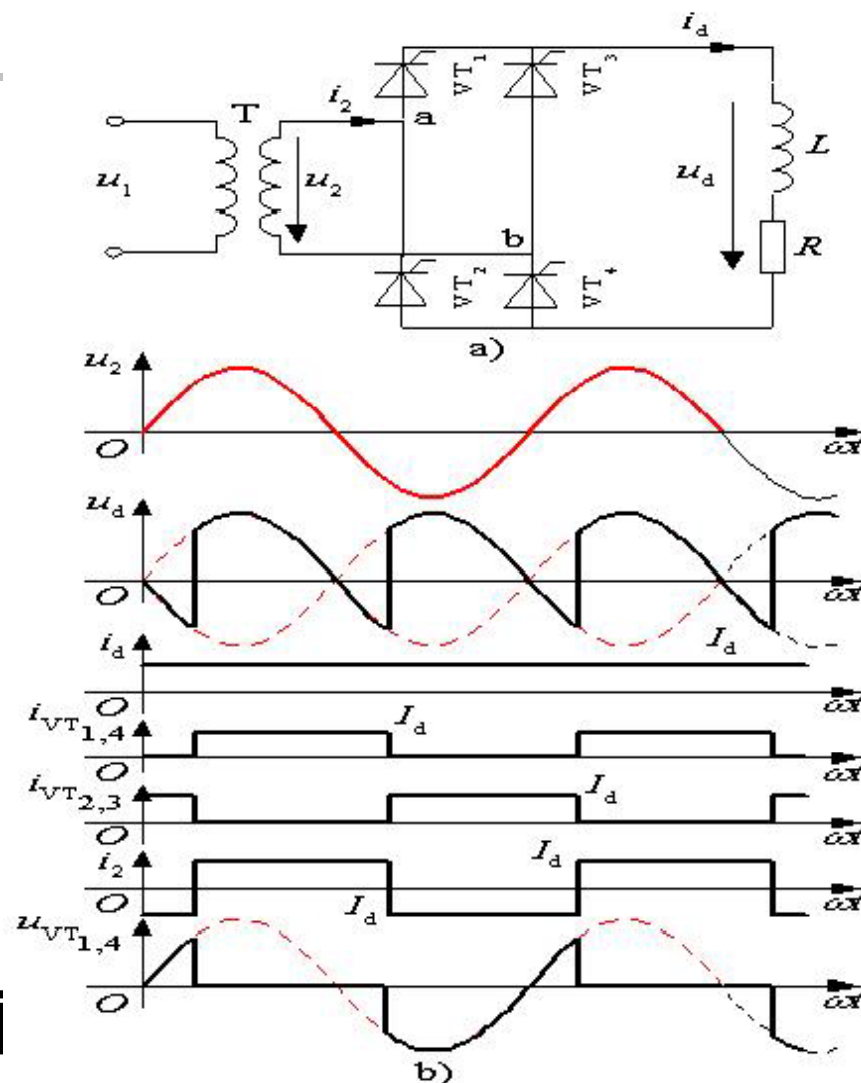 i_d
VT_1
VT_3
T
i_2
a
L
u_1
u_2
u_d
b
R
VT_2
VT_4
a)
u_2
O
ωt
u_d
O
ωt
i_d
I_d
O
ωt
i_VT1,4
I_d
O
ωt
i_VT2,3
I_d
O
ωt
i_2
I_d
O
I_d
ωt
u_VT1,4
O
ωt
b)